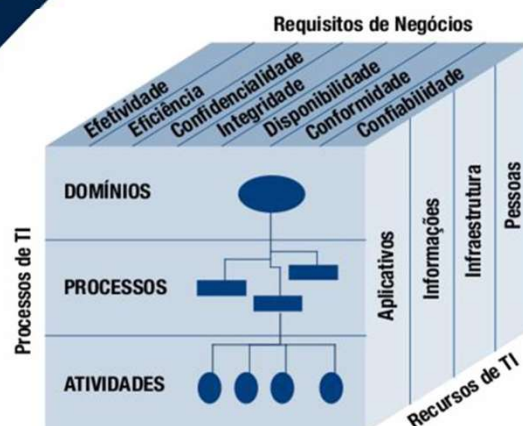 Requisitos de Negócios
Efetividade
Eficiência
Confidencialidade
Integridade
Disponibilidade
Conformidade
Confiabilidade
DOMÍNIOS
PROCESSOS
ATIVIDADES
Processos de TI
Aplicativos
Informações
Infraestrutura
Pessoas
Recursos de TI